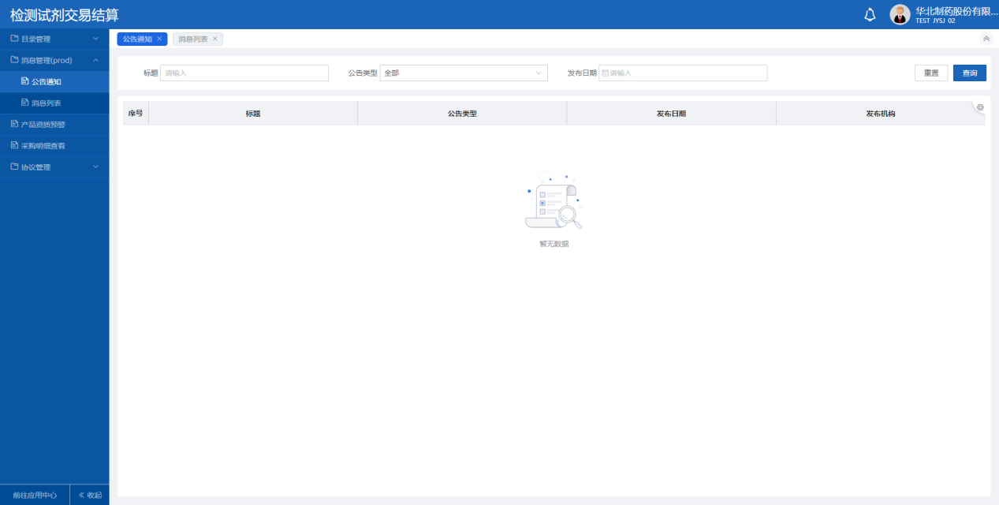 检测试剂交易结算
华北制药股份有限...
TEST JYSJ 02
目录管理
消息管理(prod)
公告通知
消息列表
产品资质预警
采购明细查看
协议管理
前往应用中心
收起
公告通知 ×
消息列表 ×
标题 请输入
公告类型 全部
发布日期 请输入
重置
查询
序号 标题 公告类型 发布日期 发布机构
暂无数据